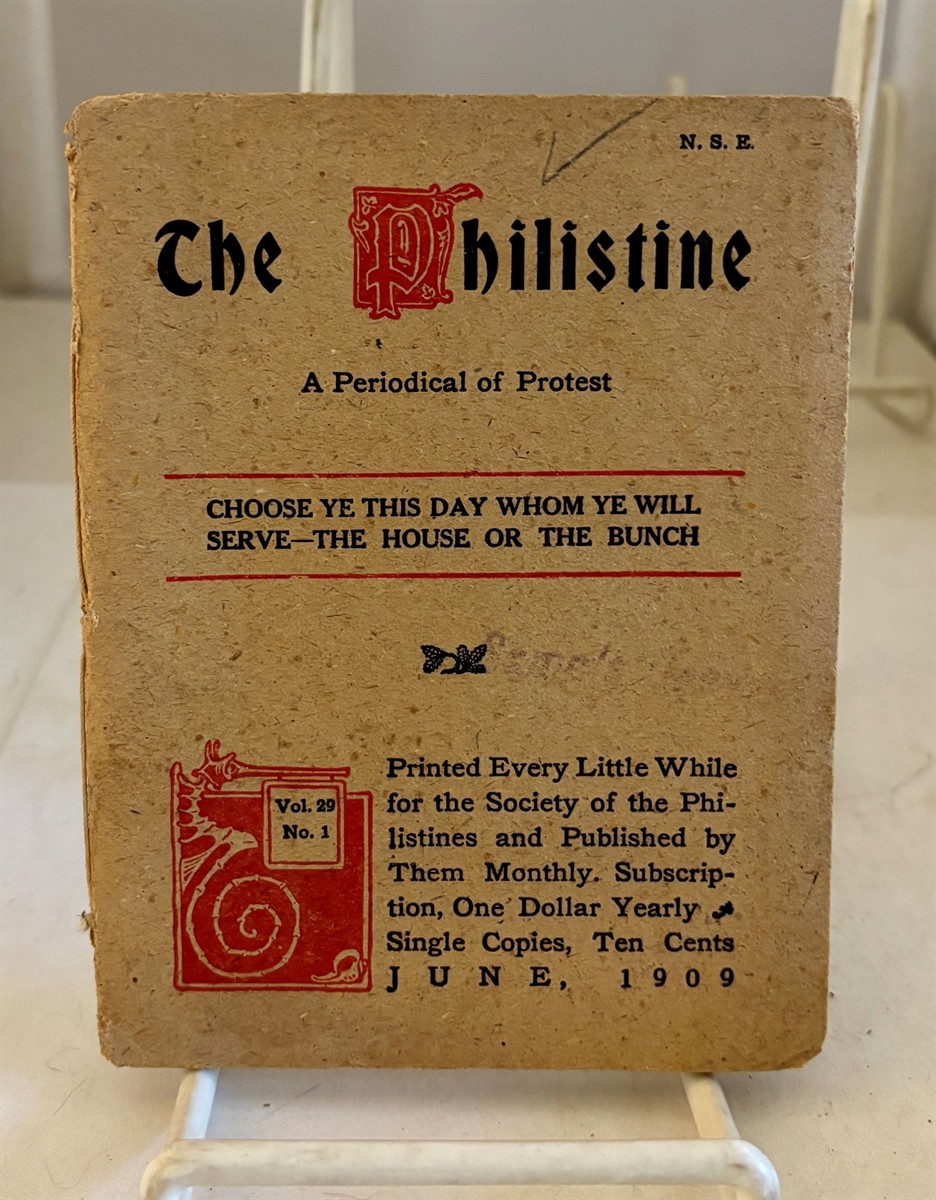 N. S. E.
The Philistine
A Periodical of Protest
CHOOSE YE THIS DAY WHOM YE WILL
SERVE—THE HOUSE OR THE BUNCH
Vol. 29
No. 1
Printed Every Little While
for the Society of the Phi-
listines and Published by
Them Monthly. Subscrip-
tion, One Dollar Yearly
Single Copies, Ten Cents
JUNE, 1909